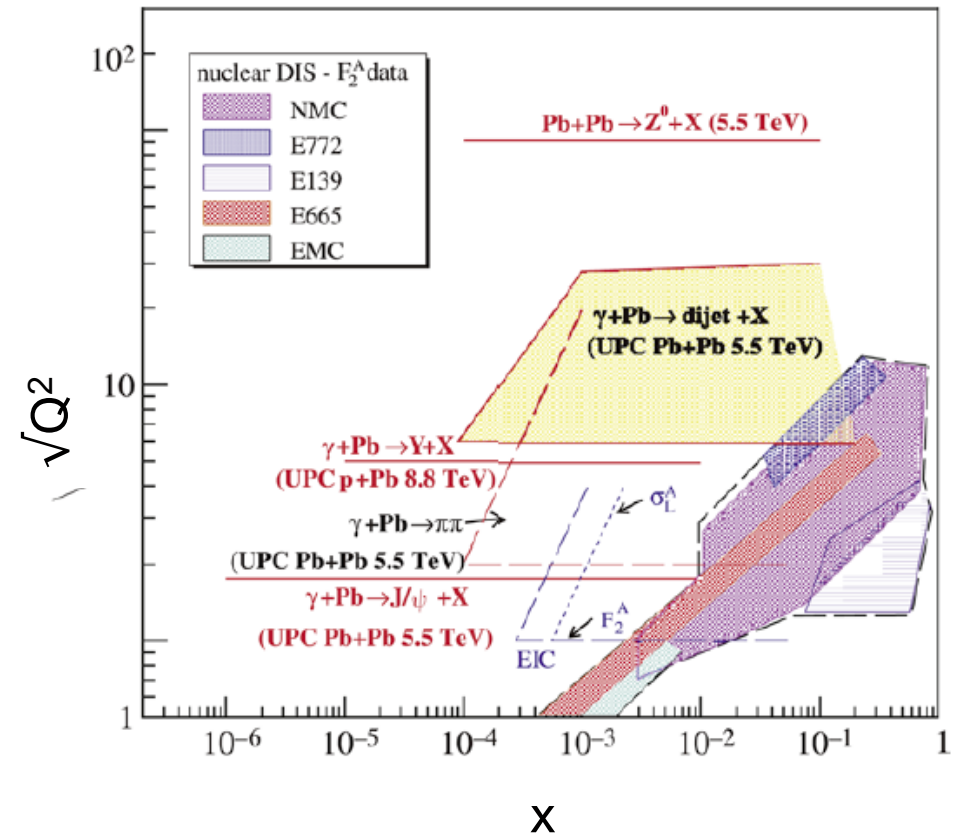 nuclear DIS - F₂ᴬ data
NMC
E772
E139
E665
EMC
Pb+Pb → Z⁰+X (5.5 TeV)
γ+Pb → dijet +X
(UPC Pb+Pb 5.5 TeV)
γ+Pb → Υ+X
(UPC p+Pb 8.8 TeV)
γ+Pb → ππ
(UPC Pb+Pb 5.5 TeV)
γ+Pb → J/ψ +X
(UPC Pb+Pb 5.5 TeV)
σ_L^A
F₂ᴬ
EIC
√Q²
10²
10
1
10⁻⁶ 10⁻⁵ 10⁻⁴ 10⁻³ 10⁻² 10⁻¹ 1
x